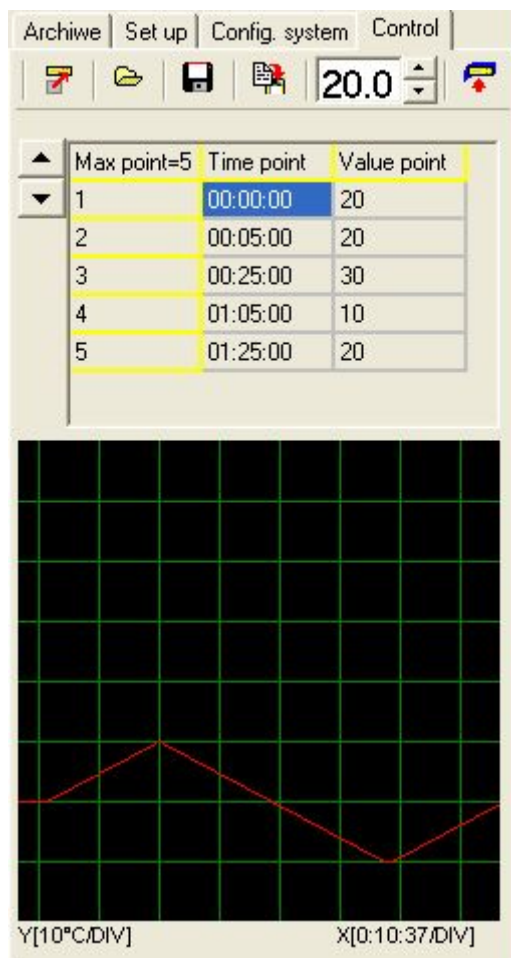 Archiwe Set up Config. system Control
20.0
Max point=5 Time point Value point
1 00:00:00 20
2 00:05:00 20
3 00:25:00 30
4 01:05:00 10
5 01:25:00 20
Y[10°C/DIV] X[0:10:37/DIV]